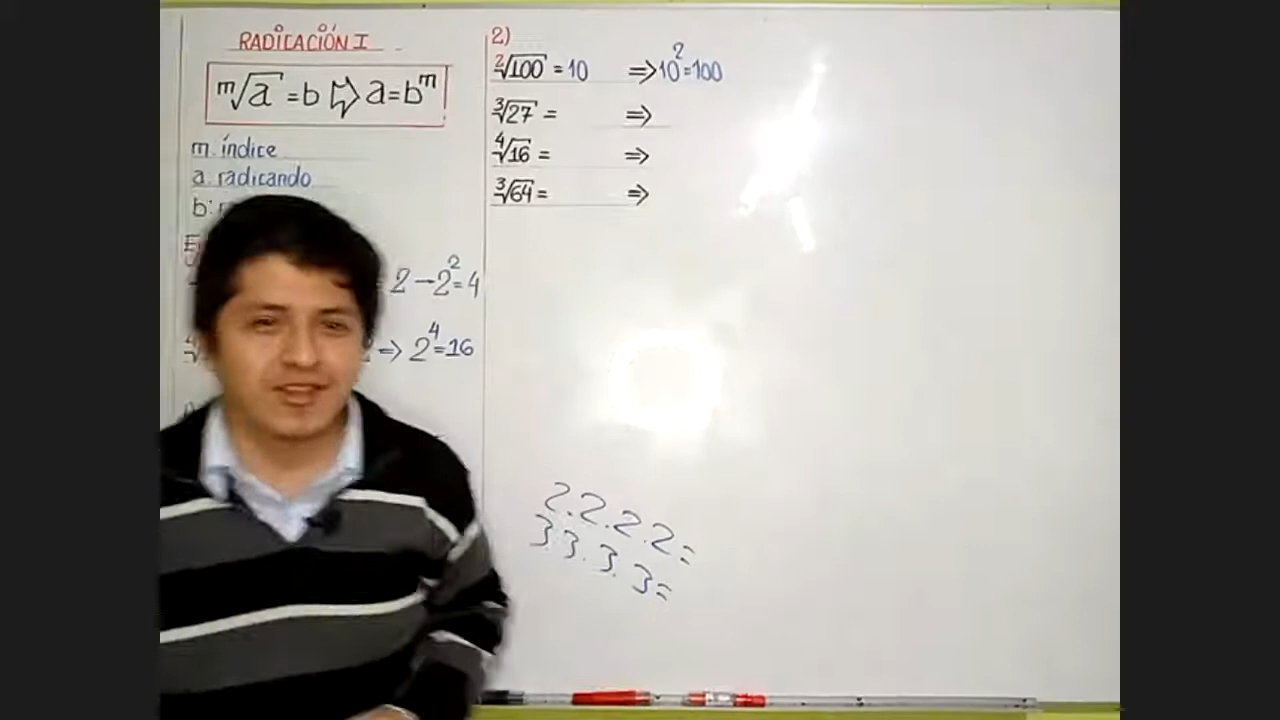 RADICACIÓN I
ᵐ√a = b ⇨ a = bᵐ
m. índice
a. radicando
b:
2 → 2² = 4
⇒ 2⁴ = 16
2)
²√100 = 10 ⇒ 10² = 100
³√27 = ⇒
⁴√16 = ⇒
³√64 = ⇒
2.2.2.2=
3.3.3.3=